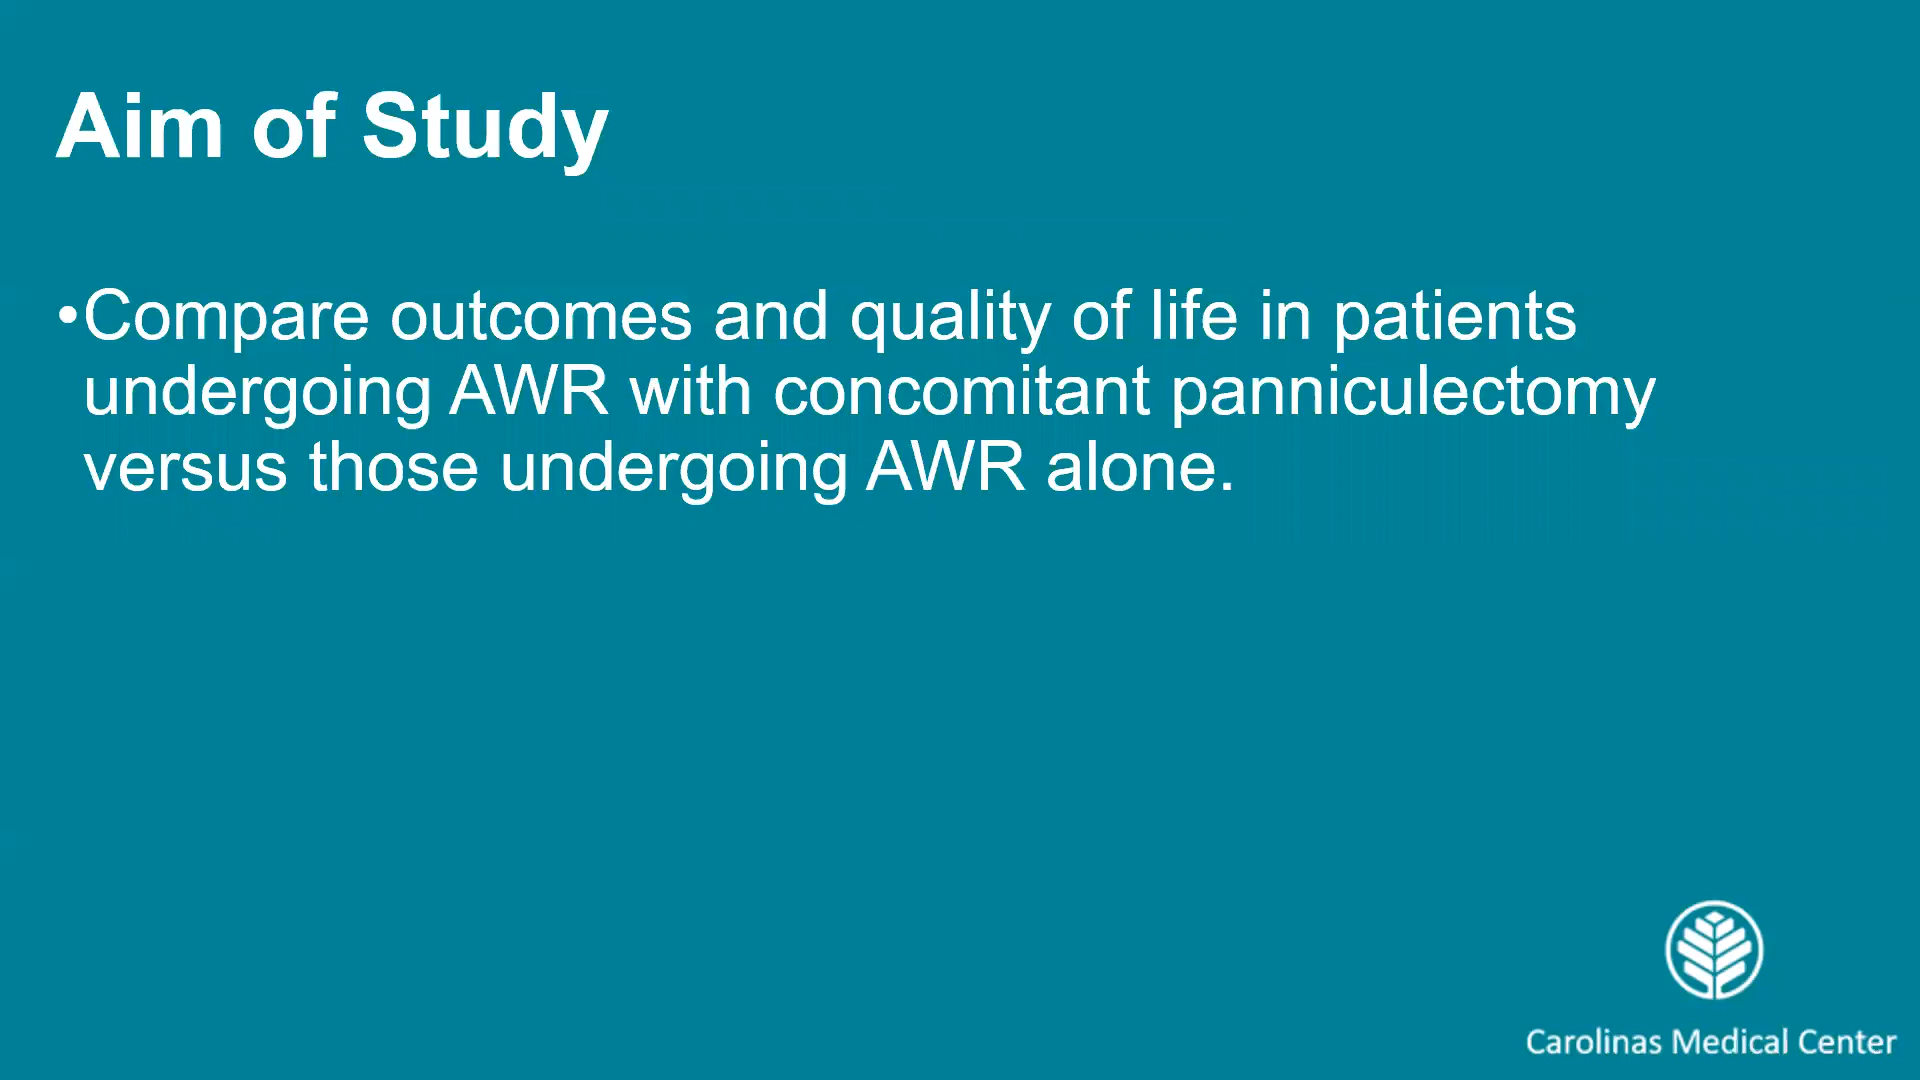 Aim of Study
•Compare outcomes and quality of life in patients
undergoing AWR with concomitant panniculectomy
versus those undergoing AWR alone.
Carolinas Medical Center